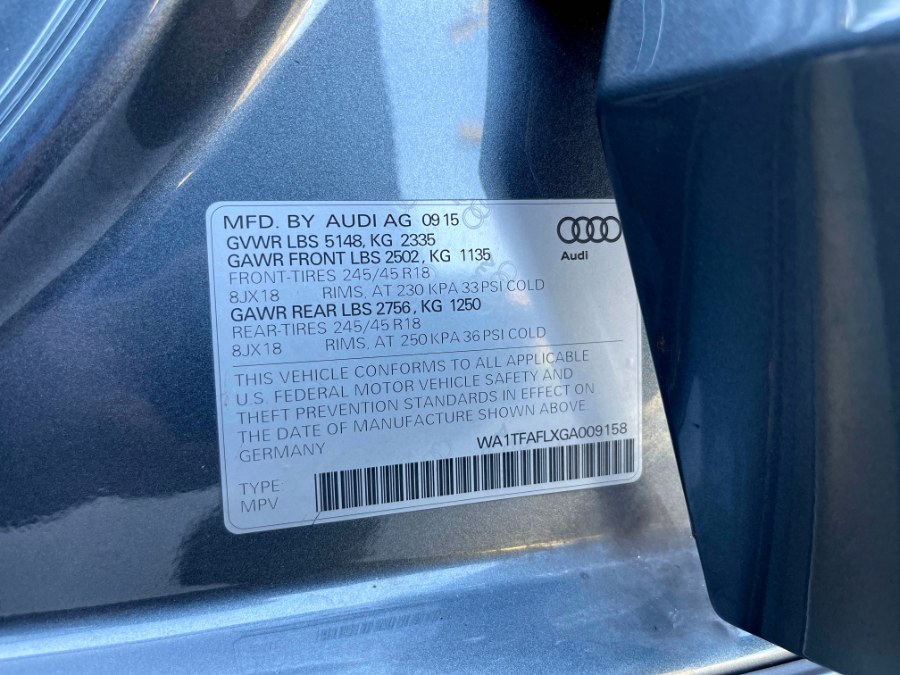 MFD. BY AUDI AG 09 15
GVWR LBS 5148, KG 2335
GAWR FRONT LBS 2502, KG 1135
FRONT-TIRES 245/45 R18
8JX18 RIMS, AT 230 KPA 33 PSI COLD
GAWR REAR LBS 2756, KG 1250
REAR-TIRES 245/45 R18
8JX18 RIMS, AT 250 KPA 36 PSI COLD
Audi
THIS VEHICLE CONFORMS TO ALL APPLICABLE
U.S. FEDERAL MOTOR VEHICLE SAFETY AND
THEFT PREVENTION STANDARDS IN EFFECT ON
THE DATE OF MANUFACTURE SHOWN ABOVE.
GERMANY WA1TFAFLXGA009158
TYPE:
MPV